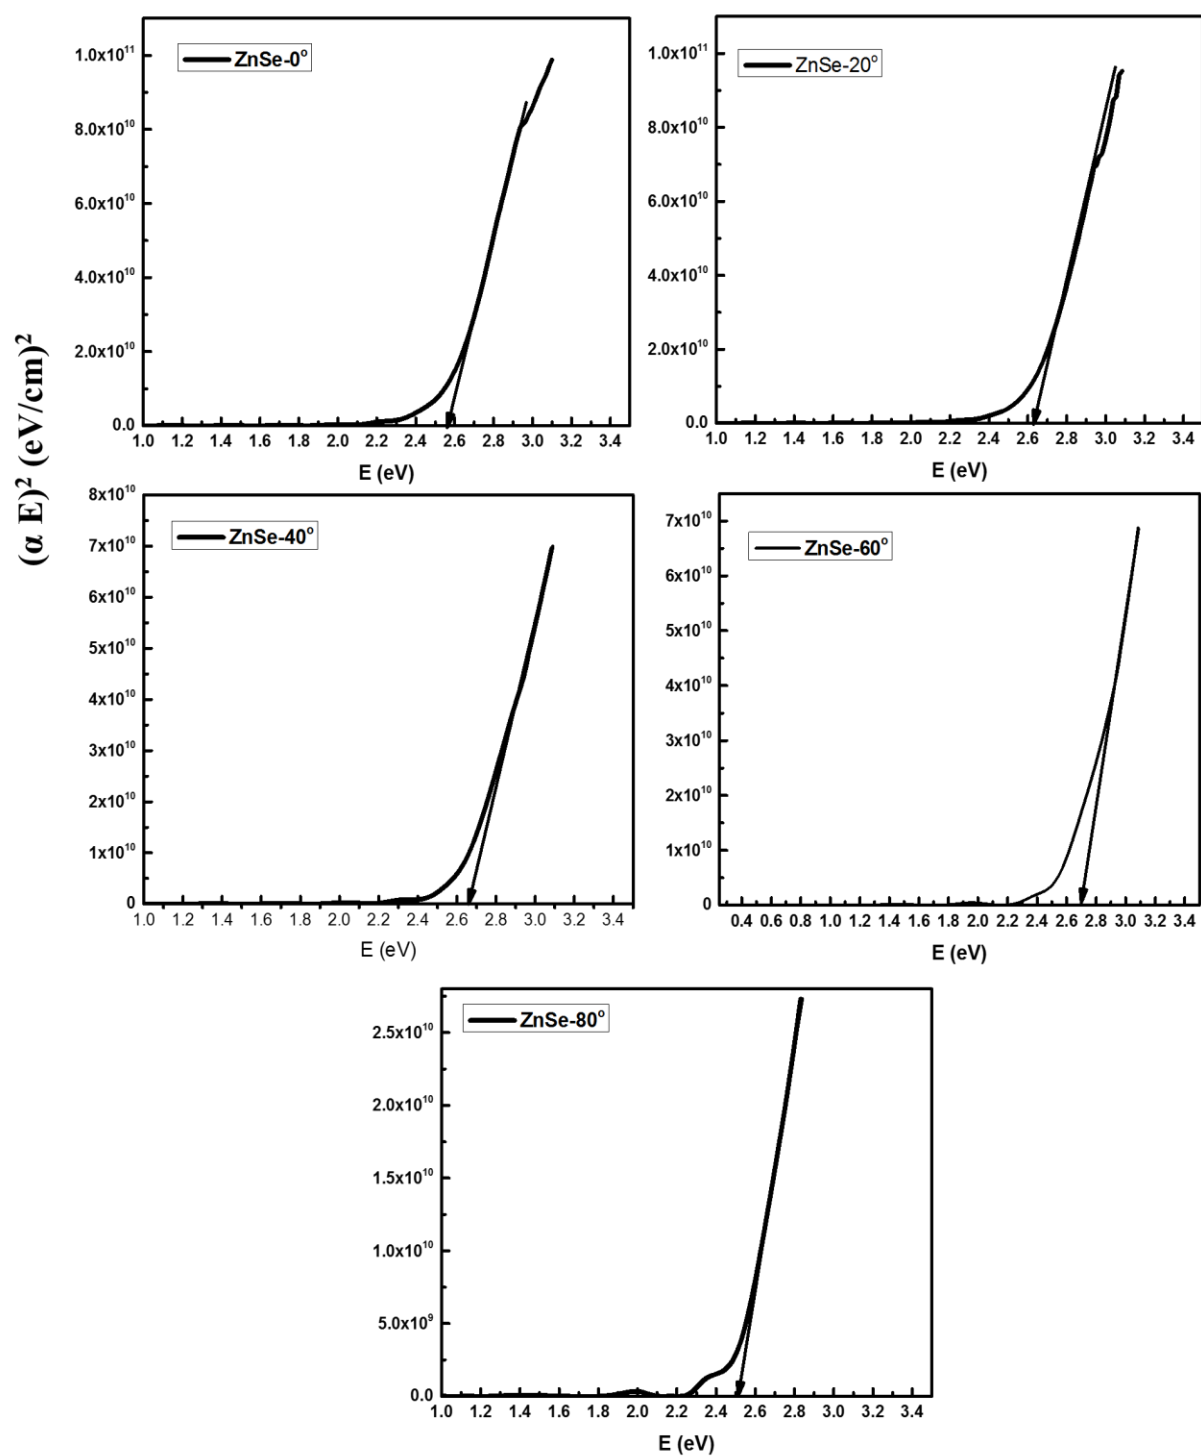 (α E)² (eV/cm)²
ZnSe-0°
1.0x10¹¹
8.0x10¹⁰
6.0x10¹⁰
4.0x10¹⁰
2.0x10¹⁰
0.0
1.0 1.2 1.4 1.6 1.8 2.0 2.2 2.4 2.6 2.8 3.0 3.2 3.4
E (eV)
ZnSe-20°
1.0x10¹¹
8.0x10¹⁰
6.0x10¹⁰
4.0x10¹⁰
2.0x10¹⁰
0.0
1.0 1.2 1.4 1.6 1.8 2.0 2.2 2.4 2.6 2.8 3.0 3.2 3.4
E (eV)
ZnSe-40°
8x10¹⁰
7x10¹⁰
6x10¹⁰
5x10¹⁰
4x10¹⁰
3x10¹⁰
2x10¹⁰
1x10¹⁰
0
1.0 1.2 1.4 1.6 1.8 2.0 2.2 2.4 2.6 2.8 3.0 3.2 3.4
E (eV)
ZnSe-60°
7x10¹⁰
6x10¹⁰
5x10¹⁰
4x10¹⁰
3x10¹⁰
2x10¹⁰
1x10¹⁰
0
0.4 0.6 0.8 1.0 1.2 1.4 1.6 1.8 2.0 2.2 2.4 2.6 2.8 3.0 3.2 3.4
E (eV)
ZnSe-80°
2.5x10¹⁰
2.0x10¹⁰
1.5x10¹⁰
1.0x10¹⁰
5.0x10⁹
0.0
1.0 1.2 1.4 1.6 1.8 2.0 2.2 2.4 2.6 2.8 3.0 3.2 3.4
E (eV)